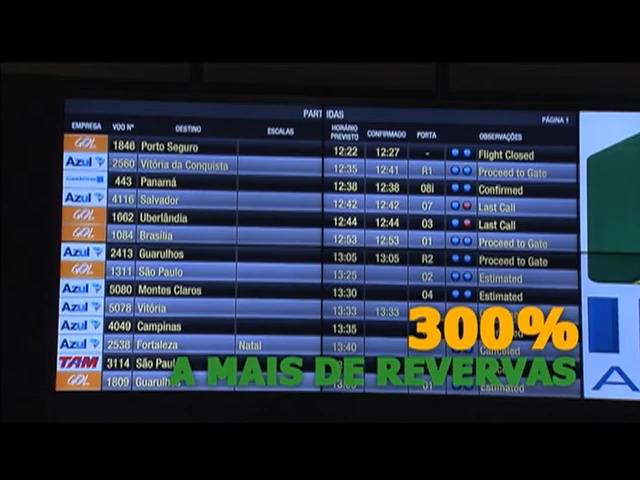 PARTIDAS
PÁGINA 1
EMPRESA VOO Nº DESTINO ESCALAS HORÁRIO PREVISTO CONFIRMADO PORTA OBSERVAÇÕES
GOL 1846 Porto Seguro 12:22 12:27 - Flight Closed
Azul 2560 Vitória da Conquista 12:35 12:41 R1 Proceed to Gate
443 Panamá 12:38 12:38 08i Confirmed
Azul 4116 Salvador 12:42 12:42 07 Last Call
GOL 1662 Uberlândia 12:44 12:44 03 Last Call
GOL 1084 Brasília 12:53 12:53 01 Proceed to Gate
Azul 2413 Guarulhos 13:05 13:05 R2 Proceed to Gate
GOL 1311 São Paulo 13:25 02 Estimated
Azul 5080 Montes Claros 13:30 04 Estimated
Azul 5078 Vitória 13:33 13:33
Azul 4049 Campinas 13:35
Azul 2538 Fortaleza Natal 13:40 Canceled
TAM 3114 São Paul
GOL 1809 Guarulh 01 Estimated
300%
A MAIS DE REVERVAS
A